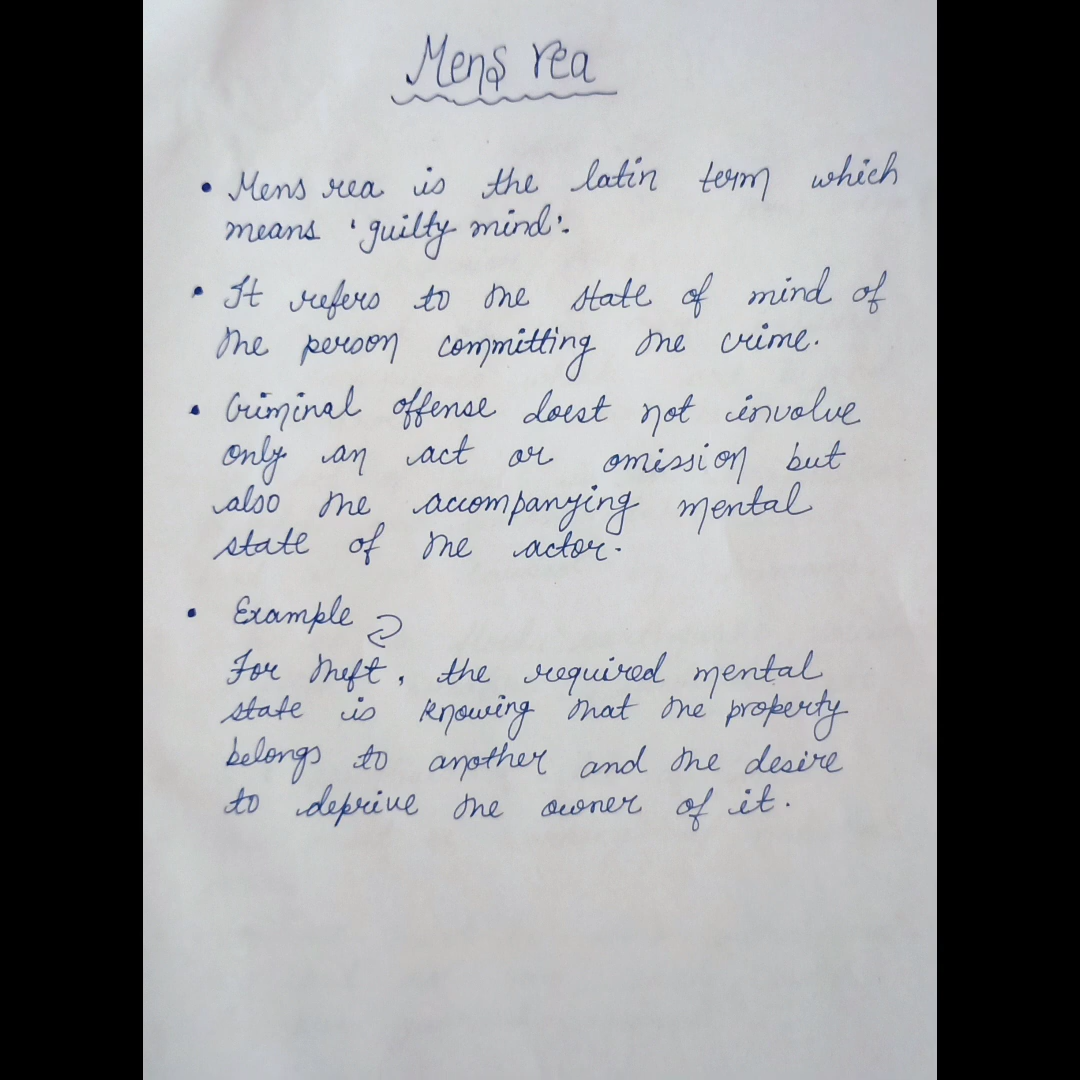 Mens rea
• Mens rea is the latin term which
means 'guilty mind'.
• It refers to the state of mind of
the person committing the crime.
• Criminal offense doest not involve
only an act or omission but
also the accompanying mental
state of the actor.
• Example
For theft, the required mental
state is knowing that the property
belongs to another and the desire
to deprive the owner of it.